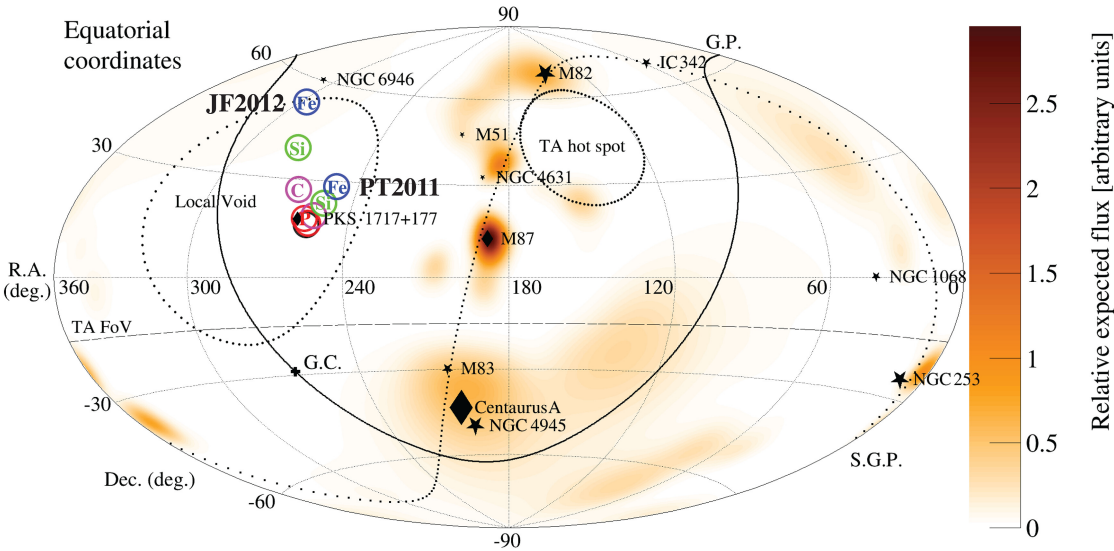 Equatorial
coordinates
90
G.P.
60
NGC 6946
M82
IC 342
JF2012
Fe
30
Si
M51
TA hot spot
C
Fe
PT2011
NGC 4631
Local Void
Si
P
PKS 1717+177
M87
R.A.
(deg.)
360
300
240
180
120
60
0
NGC 1068
TA FoV
G.C.
M83
NGC 253
-30
Centaurus A
NGC 4945
S.G.P.
Dec. (deg.)
-60
-90
2.5
2
1.5
1
0.5
0
Relative expected flux [arbitrary units]